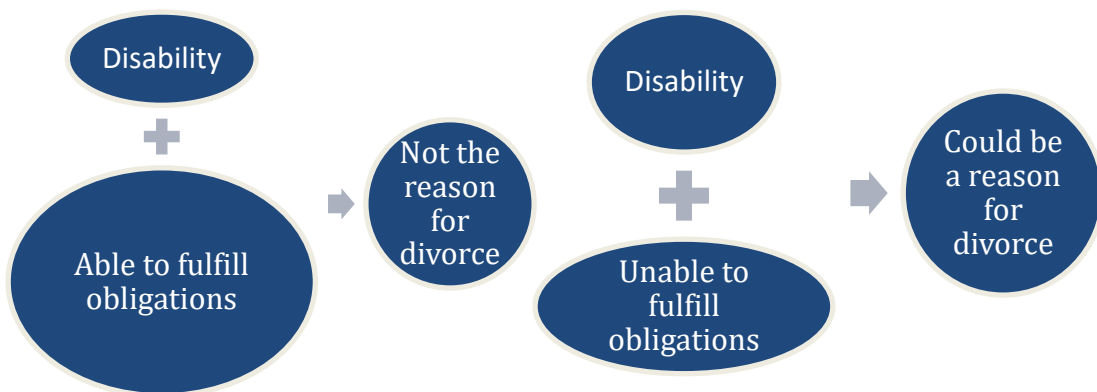 Disability
Able to fulfill
obligations
Not the
reason
for
divorce
Disability
Unable to
fulfill
obligations
Could be
a reason
for
divorce